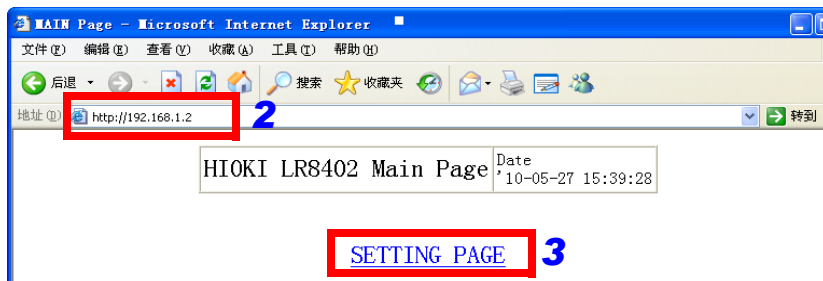 MAIN Page - Microsoft Internet Explorer
文件(F) 编辑(E) 查看(V) 收藏(A) 工具(T) 帮助(H)
后退 搜索 收藏夹
地址(D) http://192.168.1.2 2 转到
HIOKI LR8402 Main Page
Date
'10-05-27 15:39:28
SETTING PAGE 3